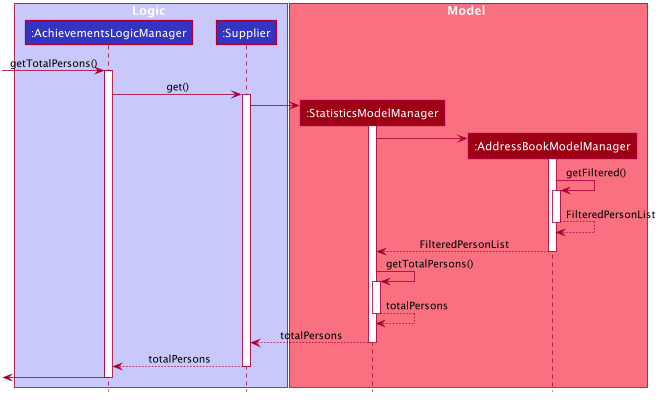 Logic
Model
:AchievementsLogicManager
:Supplier
getTotalPersons()
get()
:StatisticsModelManager
:AddressBookModelManager
getFiltered()
FilteredPersonList
FilteredPersonList
getTotalPersons()
totalPersons
totalPersons
totalPersons